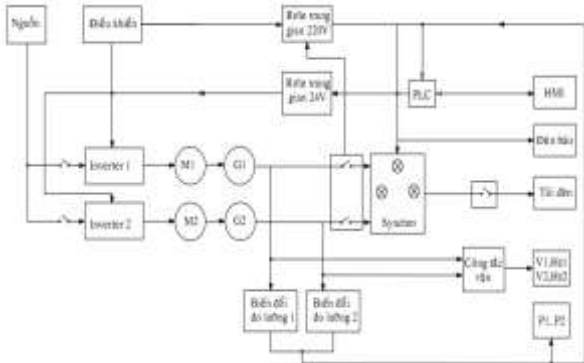 Nguồn
Điều khiển
Rơle trung
gian 220V
Rơle trung
gian 24V
PLC
HMI
Đèn báo
Inverter 1
M1
G1
Inverter 2
M2
G2
Synchro
Tải đèn
Công tắc
vặn
V1,Hz1
V2,Hz2
Biến đổi
đo lường 1
Biến đổi
đo lường 2
P1, P2